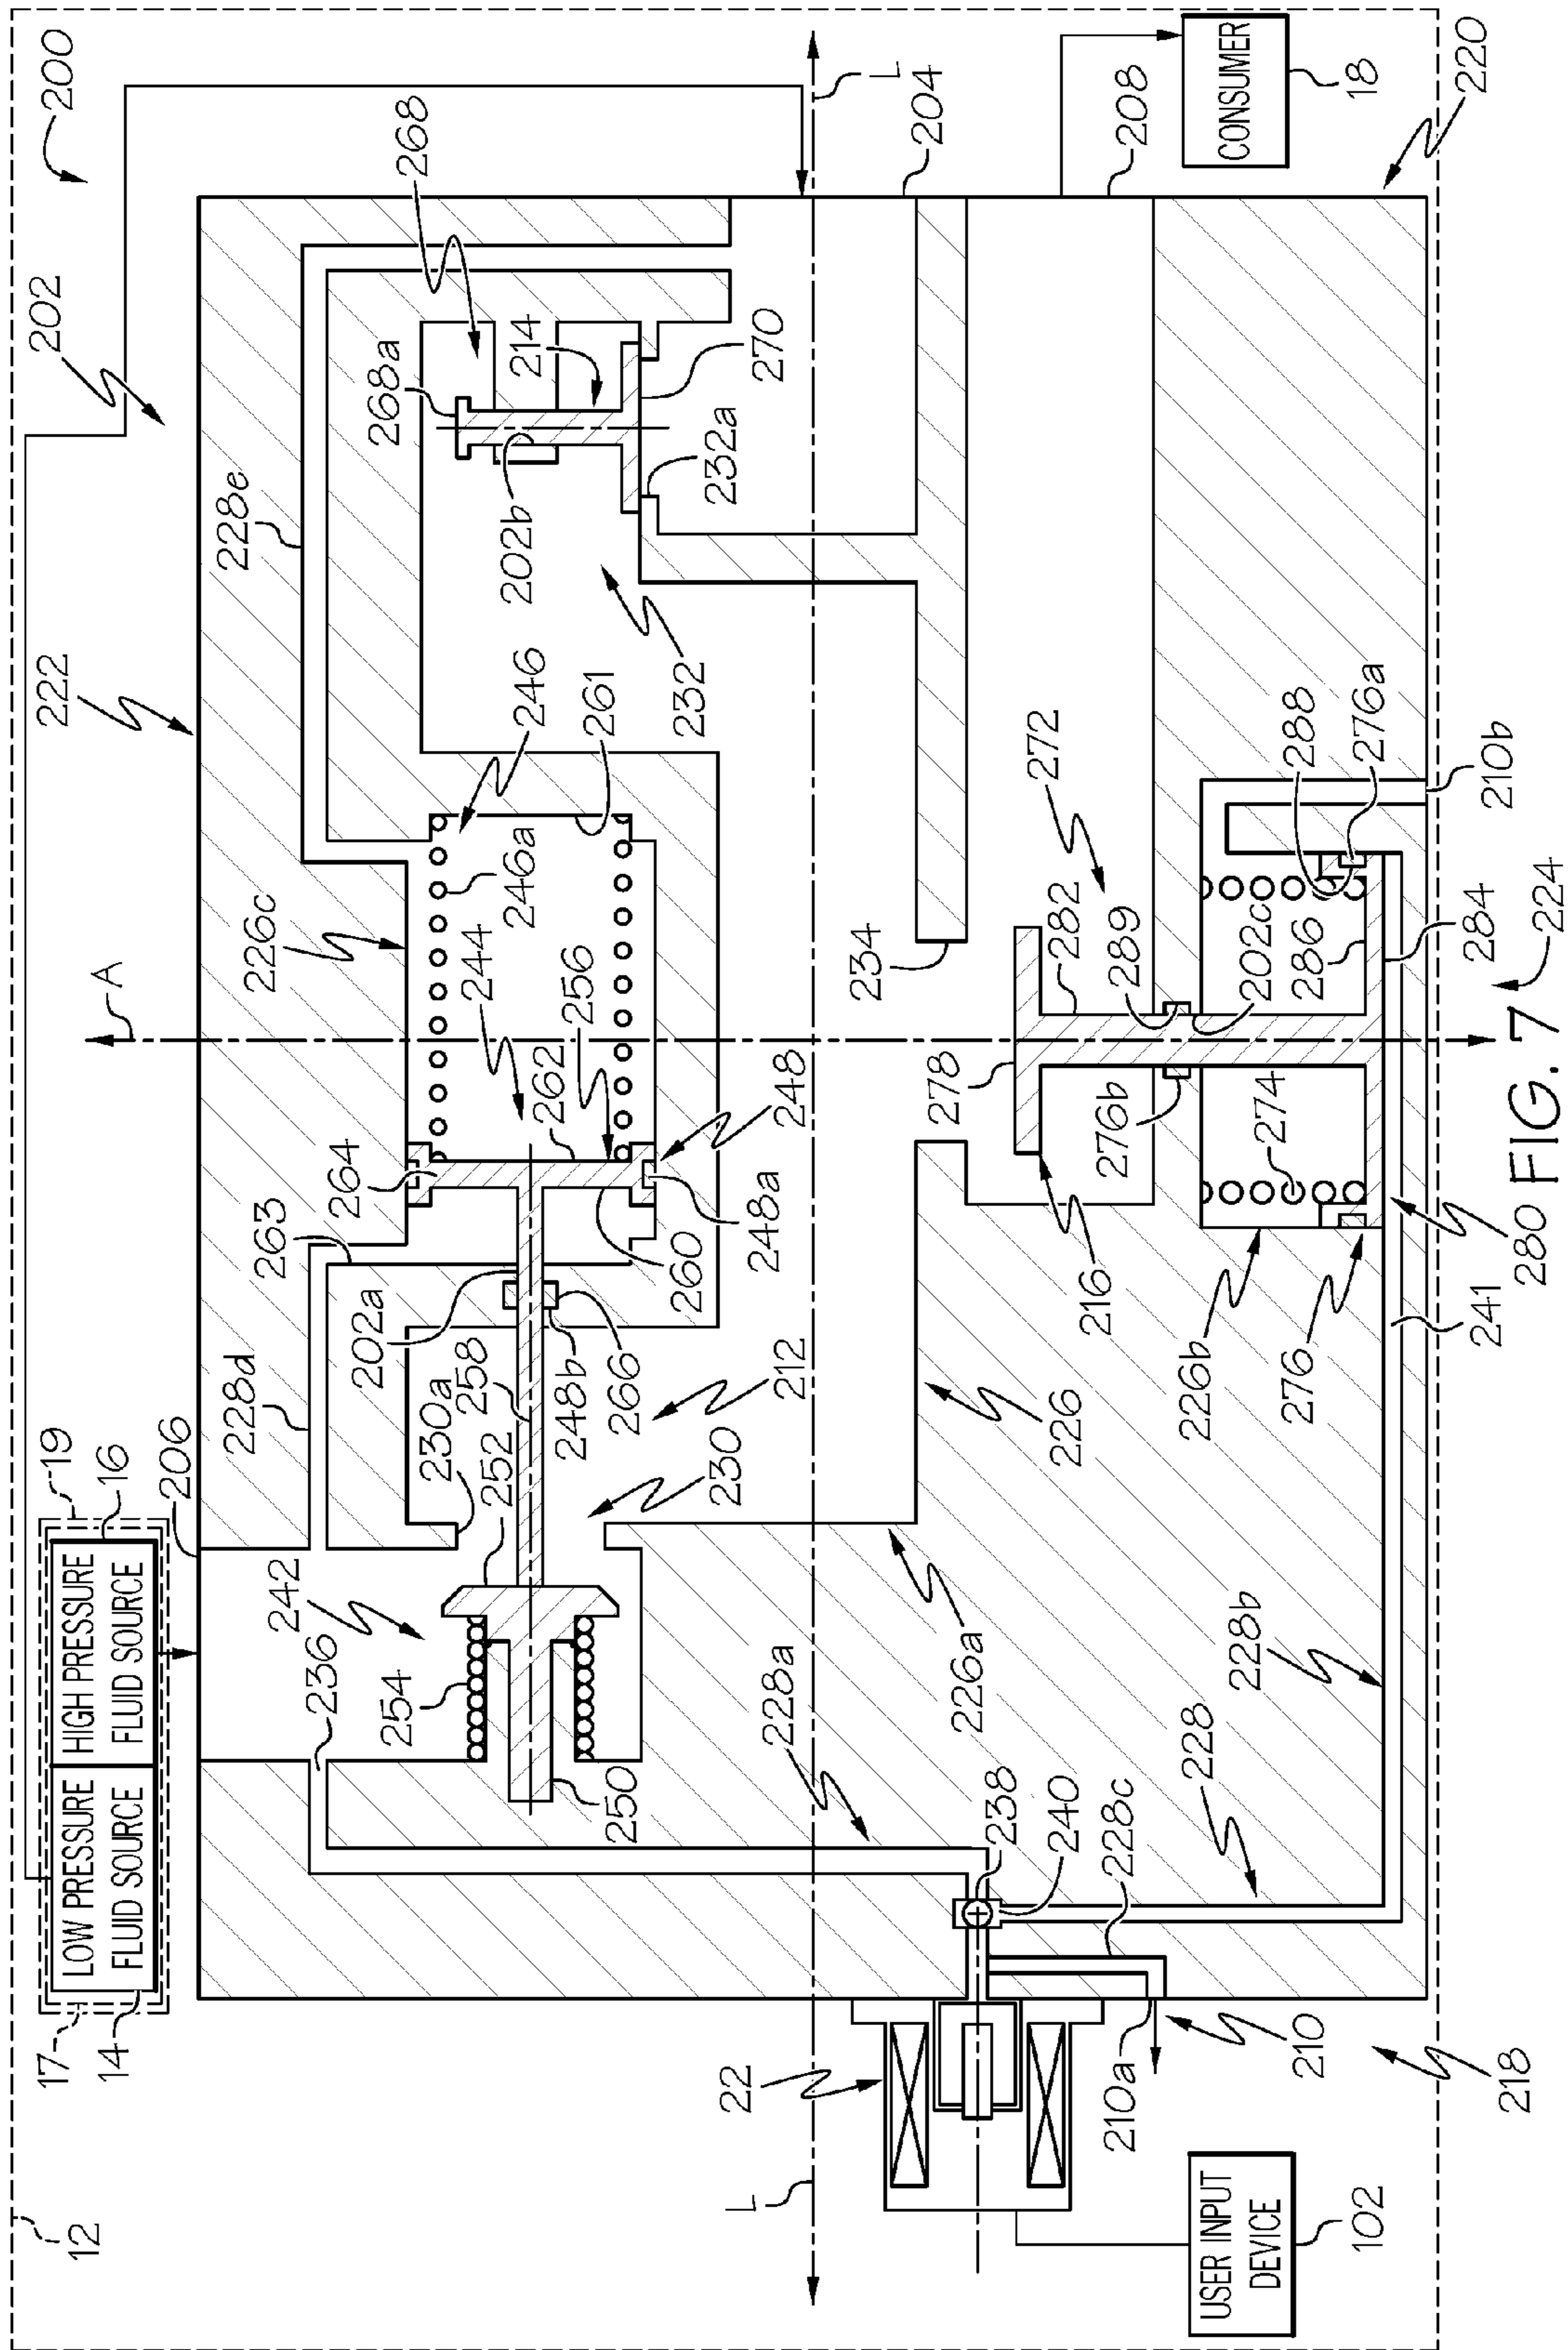 12
17
14
LOW PRESSURE
FLUID SOURCE
HIGH PRESSURE
FLUID SOURCE
16
19
206
222
202
200
A
236
242
228d
263
264
226c
228e
268
268a
254
252
230a
258
202a
244
262
256
246a
246
261
202b
214
232a
270
250
230
212
248b
266
260
248a
248
232
L
L
204
208
CONSUMER
18
220
22
228a
226a
226
216
278
234
282
272
289
202c
286
288
276a
210b
238
240
228c
228
228b
226b
276b
274
276
241
280
284
224
USER INPUT
DEVICE
102
210a
210
218
FIG. 7